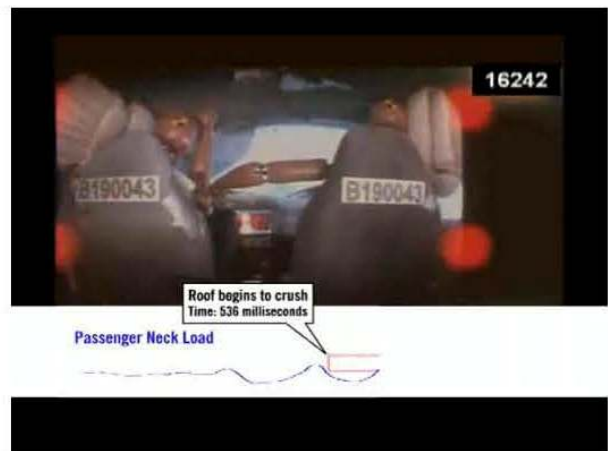 16242
B190043
B190043
Roof begins to crush
Time: 536 milliseconds
Passenger Neck Load